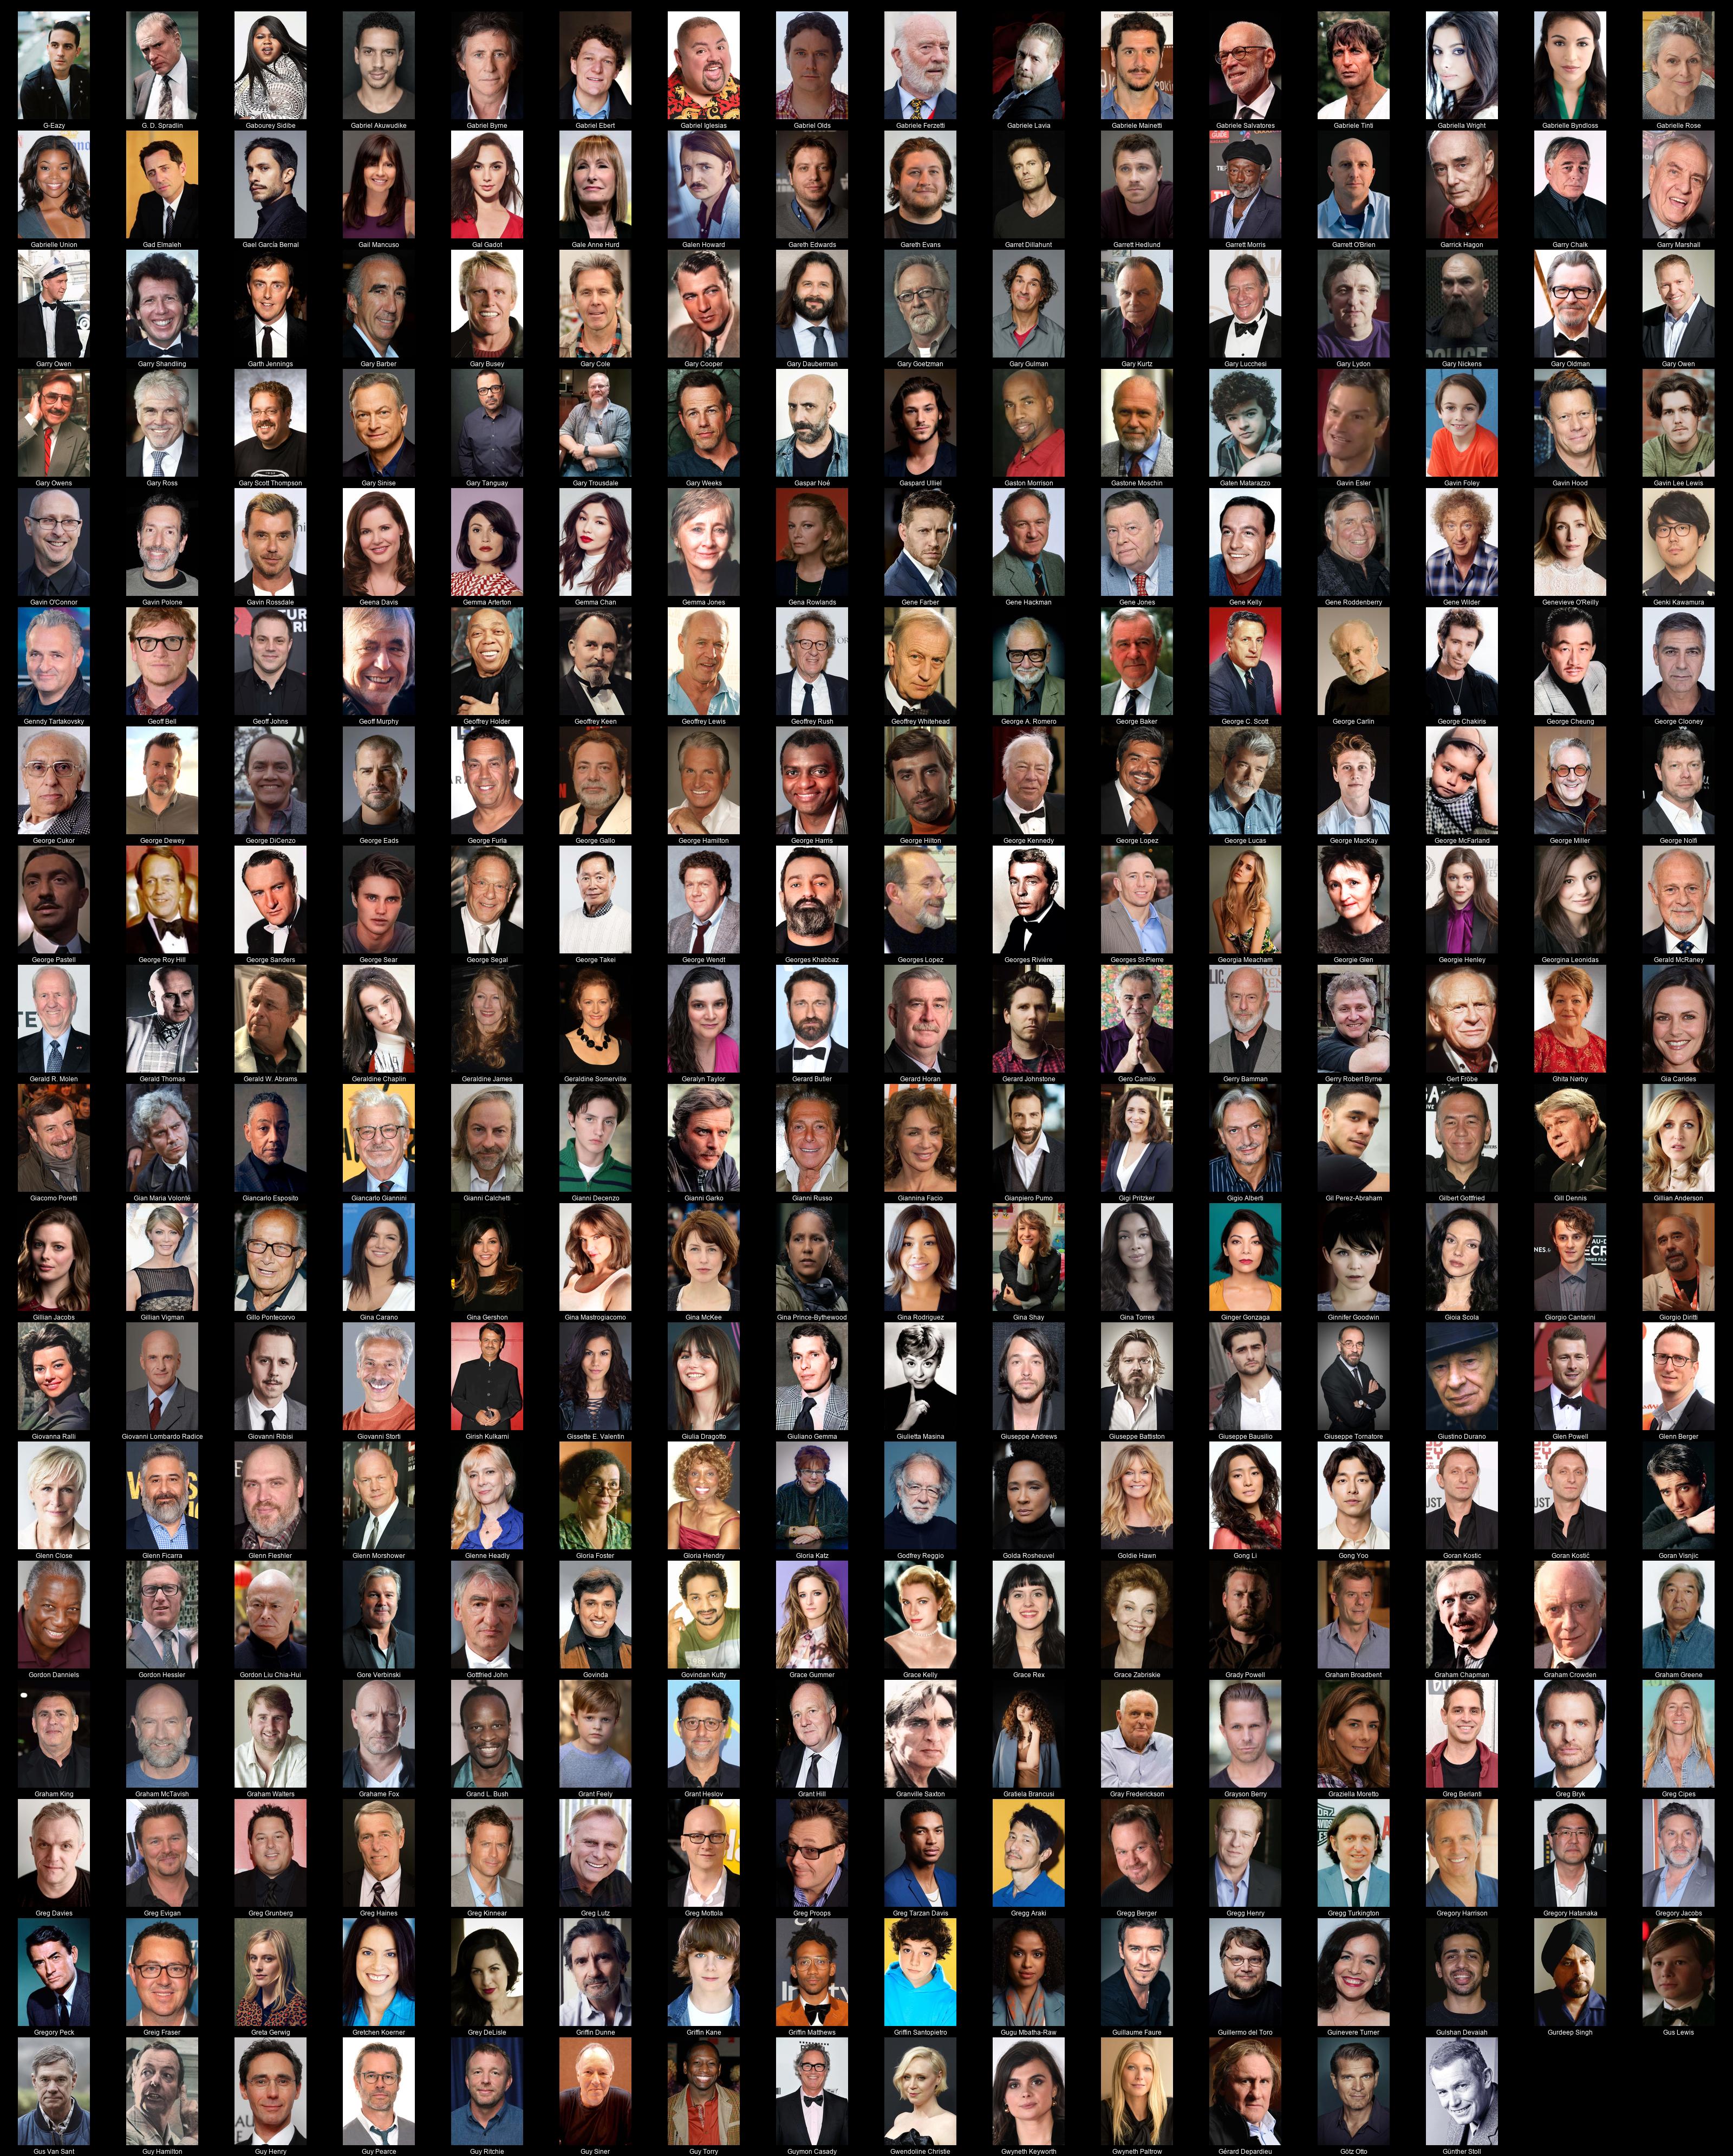 G-Eazy G. D. Spradlin Gabourey Sidibe Gabriel Akuwudike Gabriel Byrne Gabriel Ebert Gabriel Iglesias Gabriel Olds Gabriele Ferzetti Gabriele Lavia Gabriele Mainetti Gabriele Salvatores Gabriele Tinti Gabriella Wright Gabrielle Byndloss Gabrielle Rose
Gabrielle Union Gad Elmaleh Gael García Bernal Gail Mancuso Gal Gadot Gale Anne Hurd Galen Howard Gareth Edwards Gareth Evans Garret Dillahunt Garrett Hedlund Garrett Morris Garrett O'Brien Garrick Hagon Garry Chalk Garry Marshall
Garry Owen Garry Shandling Garth Jennings Gary Barber Gary Busey Gary Cole Gary Cooper Gary Dauberman Gary Goetzman Gary Gulman Gary Kurtz Gary Lucchesi Gary Lydon Gary Nickens Gary Oldman Gary Owen
Gary Owens Gary Ross Gary Scott Thompson Gary Sinise Gary Tanguay Gary Trousdale Gary Weeks Gaspar Noé Gaspard Ulliel Gaston Morrison Gastone Moschin Gaten Matarazzo Gavin Esler Gavin Foley Gavin Hood Gavin Lee Lewis
Gavin O'Connor Gavin Polone Gavin Rossdale Geena Davis Gemma Arterton Gemma Chan Gemma Jones Gena Rowlands Gene Farber Gene Hackman Gene Jones Gene Kelly Gene Roddenberry Gene Wilder Genevieve O'Reilly Genki Kawamura
Genndy Tartakovsky Geoff Bell Geoff Johns Geoff Murphy Geoffrey Holder Geoffrey Keen Geoffrey Lewis Geoffrey Rush Geoffrey Whitehead George A. Romero George Baker George C. Scott George Carlin George Chakiris George Cheung George Clooney
George Cukor George Dewey George DiCenzo George Eads George Furla George Gallo George Hamilton George Harris George Hilton George Kennedy George Lopez George Lucas George MacKay George McFarland George Miller George Nolfi
George Pastell George Roy Hill George Sanders George Sear George Segal George Takei George Wendt Georges Khabbaz Georges Lopez Georges Rivière Georges St-Pierre Georgia Meacham Georgie Glen Georgie Henley Georgina Leonidas Gerald McRaney
Gerald R. Molen Gerald Thomas Gerald W. Abrams Geraldine Chaplin Geraldine James Geraldine Somerville Geralyn Taylor Gerard Butler Gerard Horan Gerard Johnstone Gero Camilo Gerry Bamman Gerry Robert Byrne Gert Fröbe Ghita Nørby Gia Carides
Giacomo Poretti Gian Maria Volonté Giancarlo Esposito Giancarlo Giannini Gianni Calchetti Gianni Decenzo Gianni Garko Gianni Russo Giannina Facio Gianpiero Pumo Gigi Pritzker Gigio Alberti Gil Perez-Abraham Gilbert Gottfried Gill Dennis Gillian Anderson
Gillian Jacobs Gillian Vigman Gillo Pontecorvo Gina Carano Gina Gershon Gina Mastrogiacomo Gina McKee Gina Prince-Bythewood Gina Rodriguez Gina Shay Gina Torres Ginger Gonzaga Ginnifer Goodwin Gioia Scola Giorgio Cantarini Giorgio Diritti
Giovanna Ralli Giovanni Lombardo Radice Giovanni Ribisi Giovanni Storti Girish Kulkarni Gissette E. Valentin Giulia Dragotto Giuliano Gemma Giulietta Masina Giuseppe Andrews Giuseppe Battiston Giuseppe Bausilio Giuseppe Tornatore Giustino Durano Glen Powell Glenn Berger
Glenn Close Glenn Ficarra Glenn Fleshler Glenn Morshower Glenne Headly Gloria Foster Gloria Hendry Gloria Katz Godfrey Reggio Golda Rosheuvel Goldie Hawn Gong Li Gong Yoo Goran Kostic Goran Kostić Goran Visnjic
Gordon Danniels Gordon Hessler Gordon Liu Chia-Hui Gore Verbinski Gottfried John Govinda Govindan Kutty Grace Gummer Grace Kelly Grace Rex Grace Zabriskie Grady Powell Graham Broadbent Graham Chapman Graham Crowden Graham Greene
Graham King Graham McTavish Graham Walters Grahame Fox Grand L. Bush Grant Feely Grant Heslov Grant Hill Granville Saxton Gratiela Brancusi Gray Frederickson Grayson Berry Graziella Moretto Greg Berlanti Greg Bryk Greg Cipes
Greg Davies Greg Evigan Greg Grunberg Greg Haines Greg Kinnear Greg Lutz Greg Mottola Greg Proops Greg Tarzan Davis Gregg Araki Gregg Berger Gregg Henry Gregg Turkington Gregory Harrison Gregory Hatanaka Gregory Jacobs
Gregory Peck Greig Fraser Greta Gerwig Gretchen Koerner Grey DeLisle Griffin Dunne Griffin Kane Griffin Matthews Griffin Santopietro Gugu Mbatha-Raw Guillaume Faure Guillermo del Toro Guinevere Turner Gulshan Devaiah Gurdeep Singh Gus Lewis
Gus Van Sant Guy Hamilton Guy Henry Guy Pearce Guy Ritchie Guy Siner Guy Torry Guymon Casady Gwendoline Christie Gwyneth Keyworth Gwyneth Paltrow Gérard Depardieu Götz Otto Günther Stoll